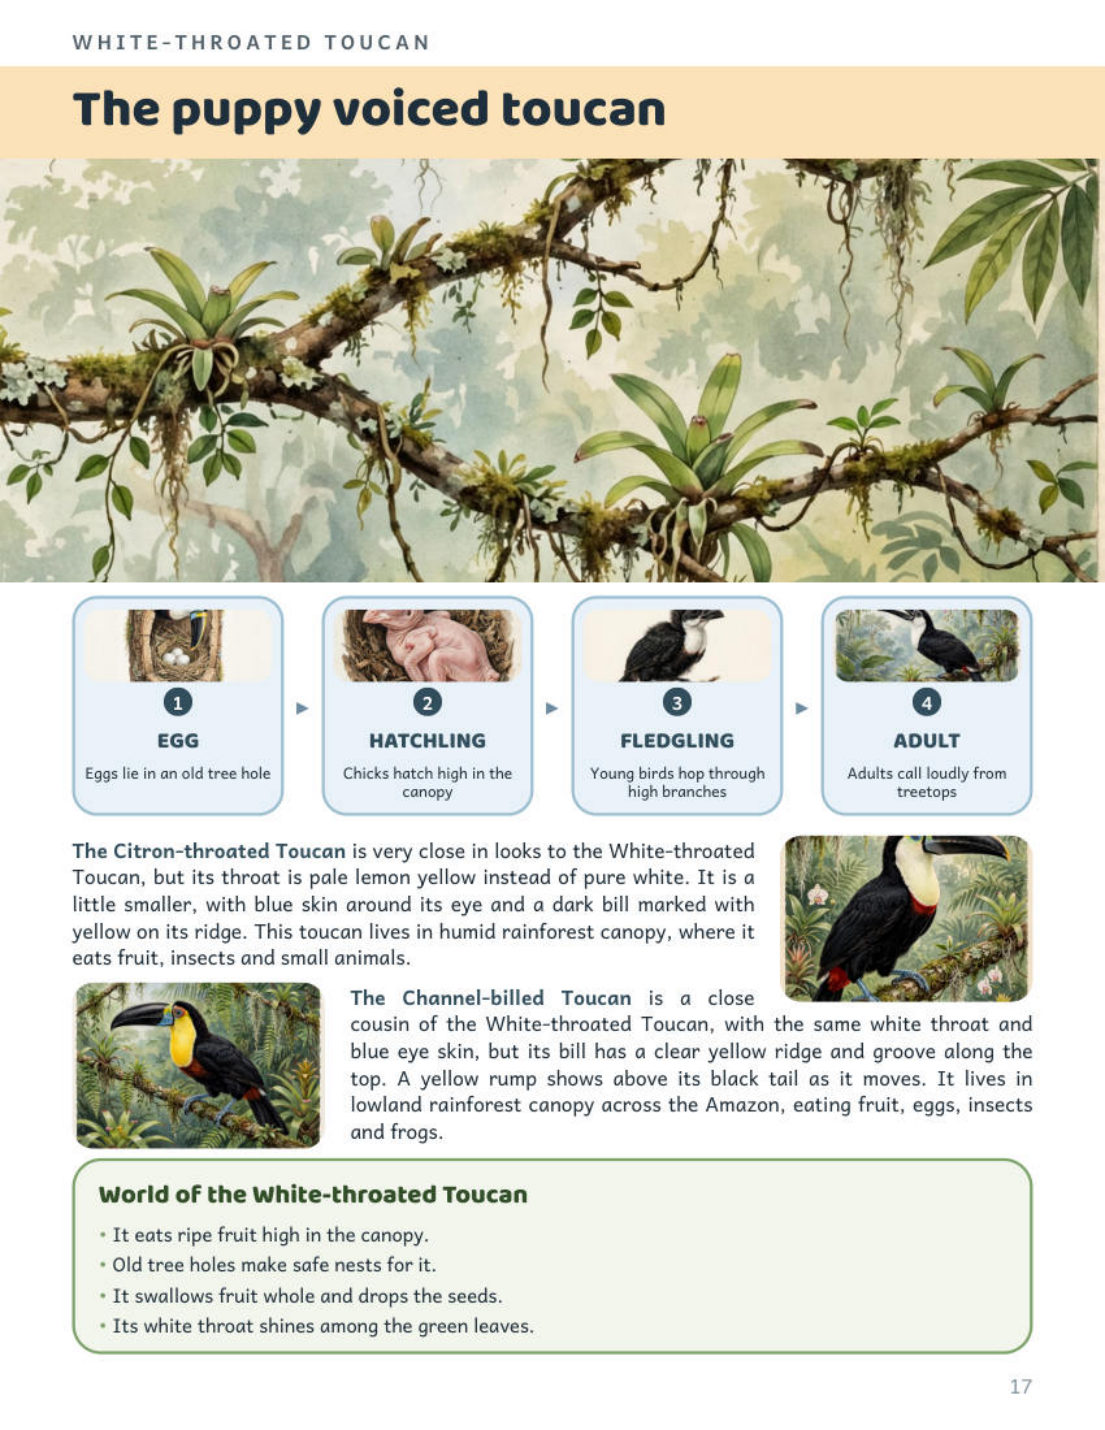 WHITE-THROATED TOUCAN
The puppy voiced toucan
1
EGG
Eggs lie in an old tree hole
2
HATCHLING
Chicks hatch high in the
canopy
3
FLEDGLING
Young birds hop through
high branches
4
ADULT
Adults call loudly from
treetops
The Citron-throated Toucan is very close in looks to the White-throated
Toucan, but its throat is pale lemon yellow instead of pure white. It is a
little smaller, with blue skin around its eye and a dark bill marked with
yellow on its ridge. This toucan lives in humid rainforest canopy, where it
eats fruit, insects and small animals.
The Channel-billed Toucan is a close
cousin of the White-throated Toucan, with the same white throat and
blue eye skin, but its bill has a clear yellow ridge and groove along the
top. A yellow rump shows above its black tail as it moves. It lives in
lowland rainforest canopy across the Amazon, eating fruit, eggs, insects
and frogs.
World of the White-throated Toucan
• It eats ripe fruit high in the canopy.
• Old tree holes make safe nests for it.
• It swallows fruit whole and drops the seeds.
• Its white throat shines among the green leaves.
17